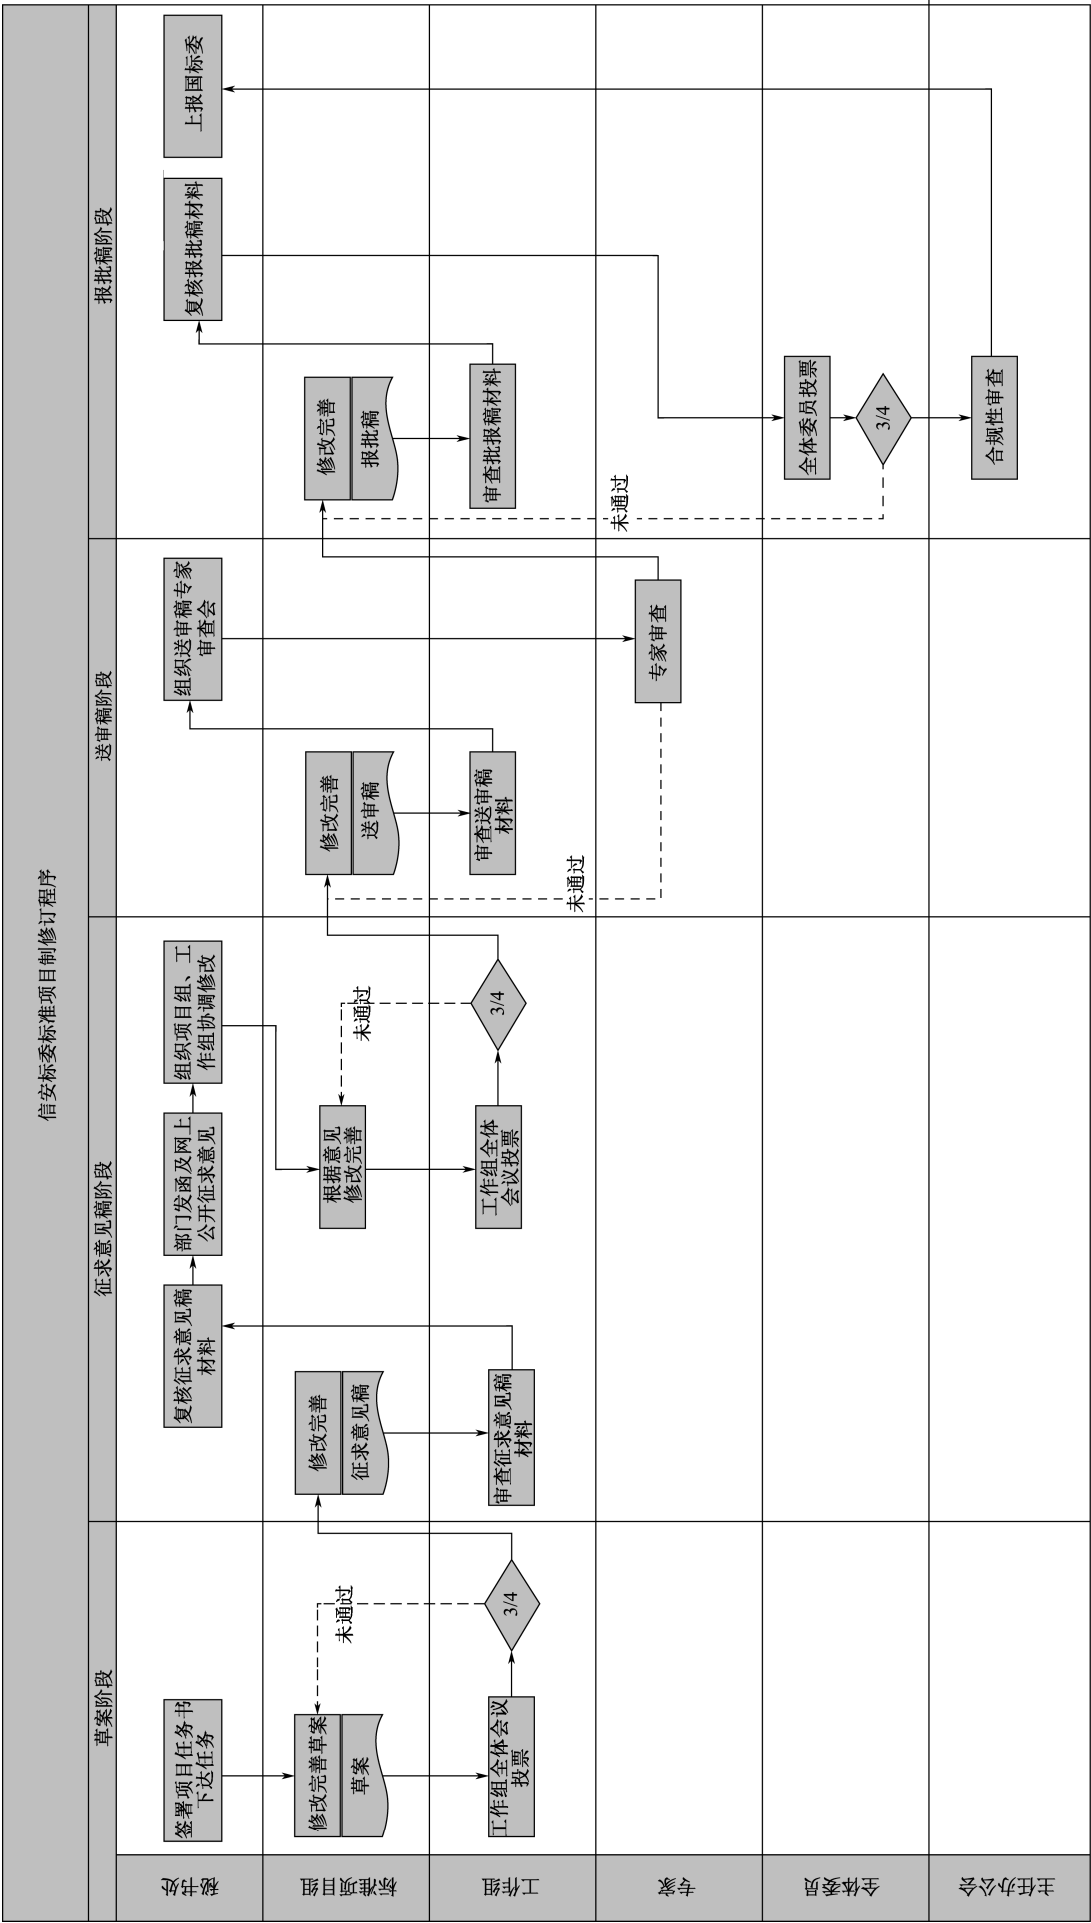 信安标委标准项目制修订程序
草案阶段
征求意见稿阶段
送审稿阶段
报批稿阶段
秘书处
签署项目任务书
下达任务
复核征求意见稿
材料
部门发函及网上
公开征求意见
组织项目组、工
作组协调修改
组织送审稿专家
审查会
复核报批稿材料
上报国标委
标准项目组
修改完善草案
草案
未通过
修改完善
征求意见稿
根据意见
修改完善
未通过
修改完善
送审稿
修改完善
报批稿
工作组
工作组全体会议
投票
3/4
审查征求意见稿
材料
工作组全体
会议投票
3/4
审查送审稿
材料
未通过
审查批报稿材料
专家
专家审查
未通过
全体委员
全体委员投票
3/4
主任办公会
合规性审查